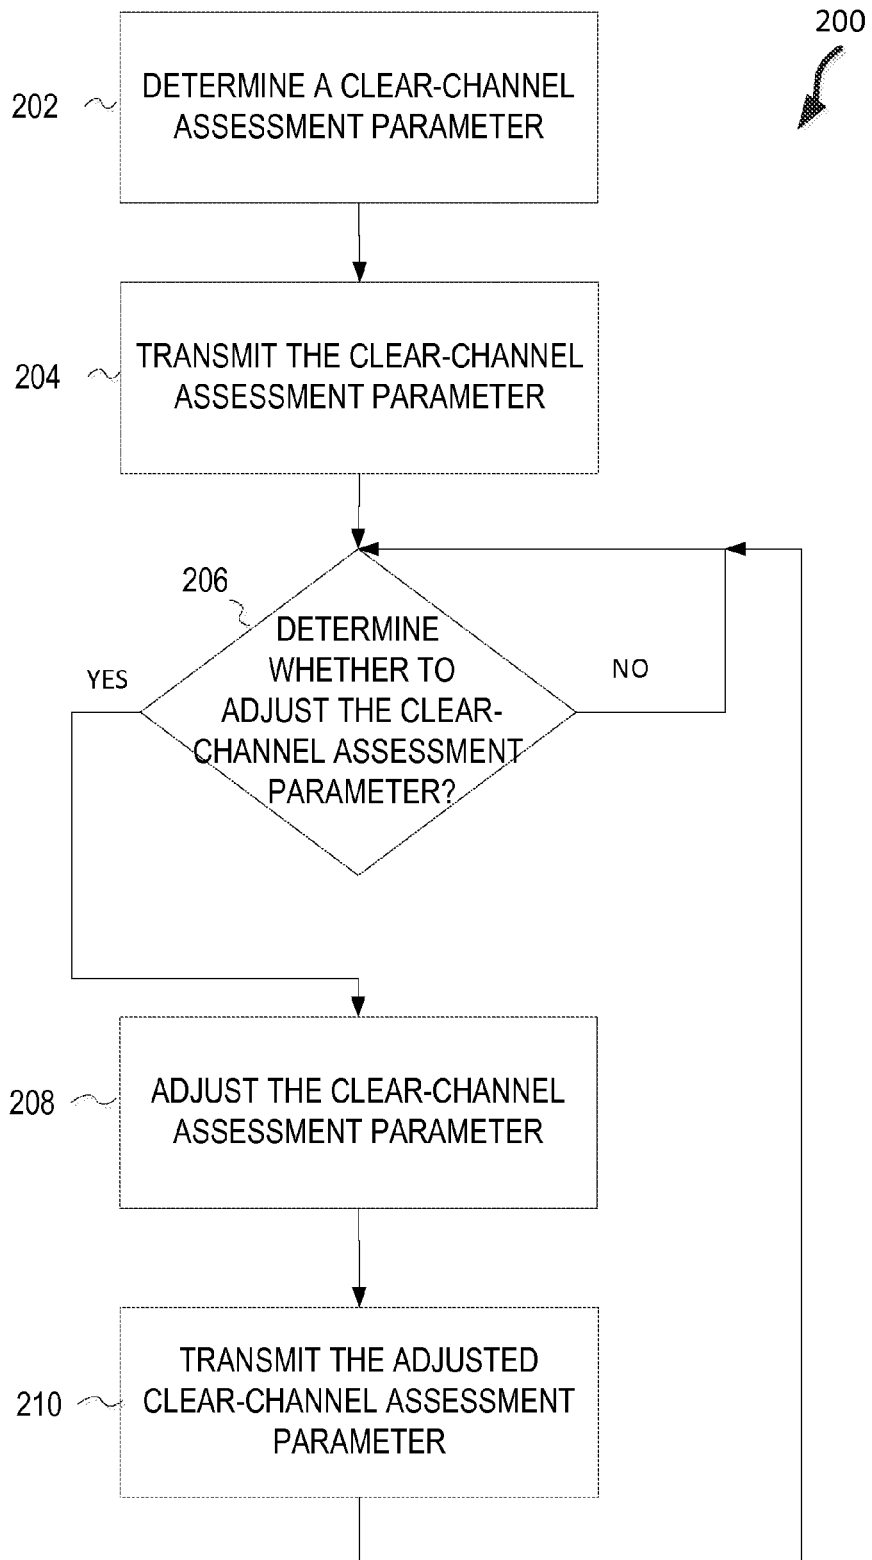 200
202
DETERMINE A CLEAR-CHANNEL
ASSESSMENT PARAMETER
204
TRANSMIT THE CLEAR-CHANNEL
ASSESSMENT PARAMETER
206
DETERMINE
WHETHER TO
ADJUST THE CLEAR-
CHANNEL ASSESSMENT
PARAMETER?
YES
NO
208
ADJUST THE CLEAR-CHANNEL
ASSESSMENT PARAMETER
210
TRANSMIT THE ADJUSTED
CLEAR-CHANNEL ASSESSMENT
PARAMETER